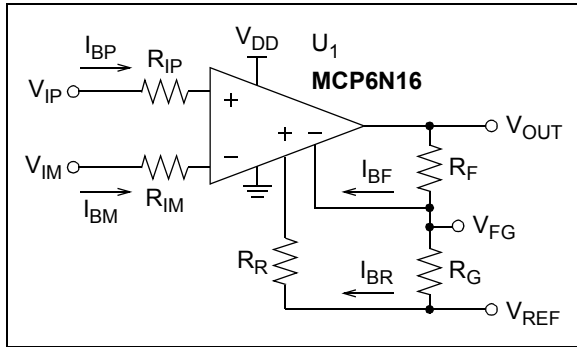 V_DD
U_1
MCP6N16
I_BP
R_IP
V_IP
+
+ −
V_OUT
V_IM
−
I_BM
R_IM
I_BF
R_F
V_FG
R_R
I_BR
R_G
V_REF